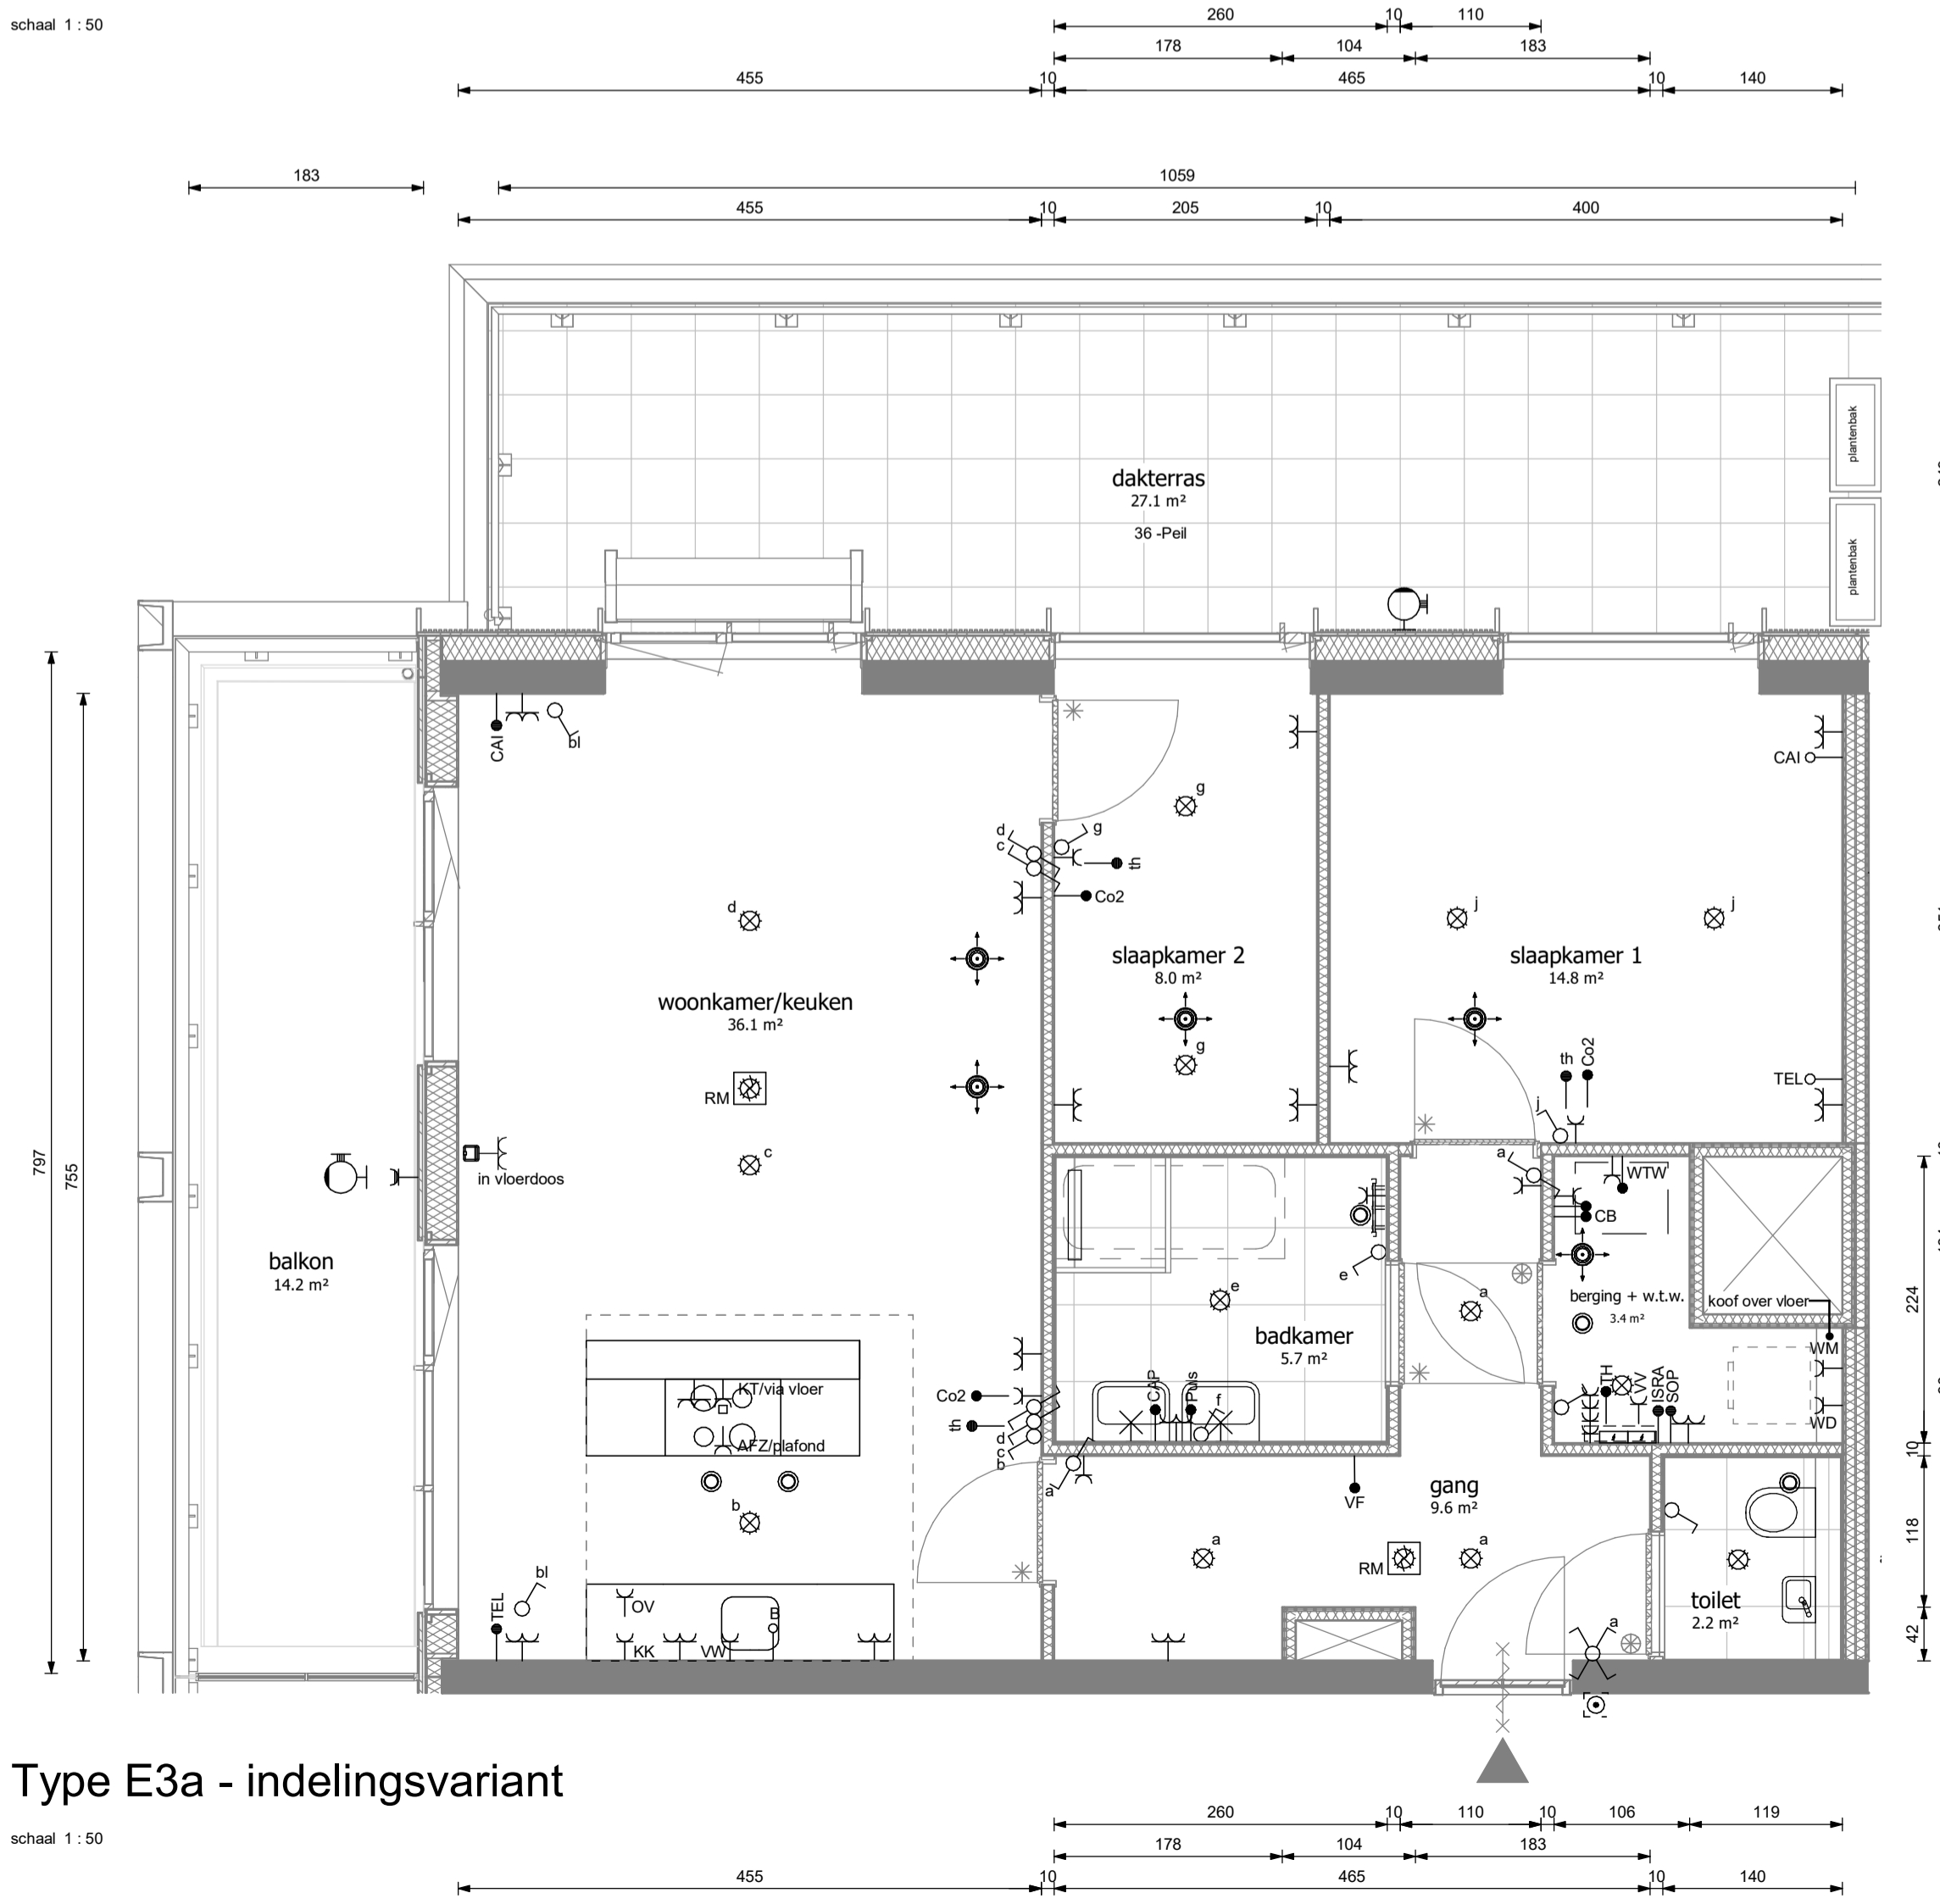 schaal 1 : 50
260 10 110
178 104 183
455 10 465 10 140
183 1059
455 10 205 10 400
plantenbak
dakterras
27.1 m²
36 -Peil
plantenbak
CAI
bl
CAI
g
d
c
g
th
Co2
d
j
j
slaapkamer 2
8.0 m²
slaapkamer 1
14.8 m²
woonkamer/keuken
36.1 m²
g
th
Co2
RM
TEL
j
797
755
c
a
in vloerdoos
WTW
CB
balkon
14.2 m²
e
e
a
berging + w.t.w.
3.4 m²
koof over vloer
224
badkamer
5.7 m²
WM
KT/via vloer
Co2
CAP
Puls
f
TH
VV
ISRA
SOP
th
WD
AFZ/plafond
d
c
b
10
a
VF
gang
9.6 m²
b
a
RM
a
118
bl
TEL
OV
B
toilet
2.2 m²
a
42
KK
VW
Type E3a - indelingsvariant
schaal 1 : 50
260 10 110 10 106 119
178 104 183
455 10 465 10 140